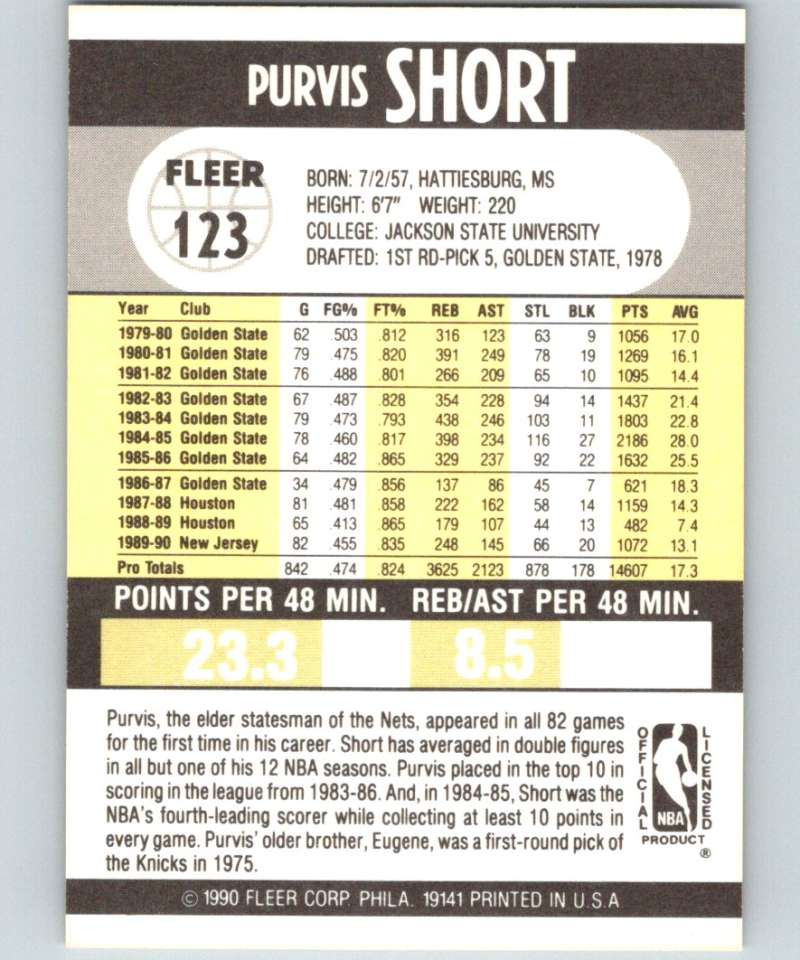 PURVIS SHORT
FLEER
123
BORN: 7/2/57, HATTIESBURG, MS
HEIGHT: 6'7" WEIGHT: 220
COLLEGE: JACKSON STATE UNIVERSITY
DRAFTED: 1ST RD-PICK 5, GOLDEN STATE, 1978
Year Club G FG% FT% REB AST STL BLK PTS AVG
1979-80 Golden State 62 .503 .812 316 123 63 9 1056 17.0
1980-81 Golden State 79 .475 .820 391 249 78 19 1269 16.1
1981-82 Golden State 76 .488 .801 266 209 65 10 1095 14.4
1982-83 Golden State 67 .487 .828 354 228 94 14 1437 21.4
1983-84 Golden State 79 .473 .793 438 246 103 11 1803 22.8
1984-85 Golden State 78 .460 .817 398 234 116 27 2186 28.0
1985-86 Golden State 64 .482 .865 329 237 92 22 1632 25.5
1986-87 Golden State 34 .479 .856 137 86 45 7 621 18.3
1987-88 Houston 81 .481 .858 222 162 58 14 1159 14.3
1988-89 Houston 65 .413 .865 179 107 44 13 482 7.4
1989-90 New Jersey 82 .455 .835 248 145 66 20 1072 13.1
Pro Totals 842 .474 .824 3625 2123 878 178 14607 17.3
POINTS PER 48 MIN. REB/AST PER 48 MIN.
23.3 8.5
Purvis, the elder statesman of the Nets, appeared in all 82 games
for the first time in his career. Short has averaged in double figures
in all but one of his 12 NBA seasons. Purvis placed in the top 10 in
scoring in the league from 1983-86. And, in 1984-85, Short was the
NBA's fourth-leading scorer while collecting at least 10 points in
every game. Purvis' older brother, Eugene, was a first-round pick of
the Knicks in 1975.
OFFICIAL
LICENSED
NBA
PRODUCT
®
© 1990 FLEER CORP. PHILA. 19141 PRINTED IN U.S.A